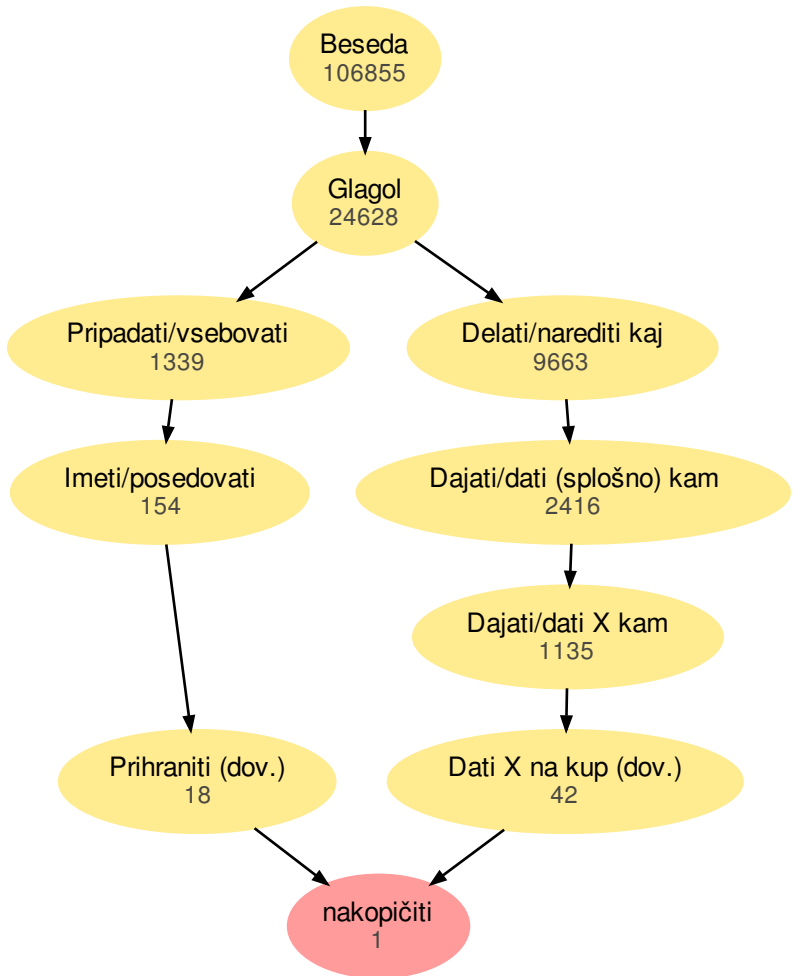 Beseda
106855
Glagol
24628
Pripadati/vsebovati
1339
Delati/narediti kaj
9663
Imeti/posedovati
154
Dajati/dati (splošno) kam
2416
Dajati/dati X kam
1135
Prihraniti (dov.)
18
Dati X na kup (dov.)
42
nakopičiti
1